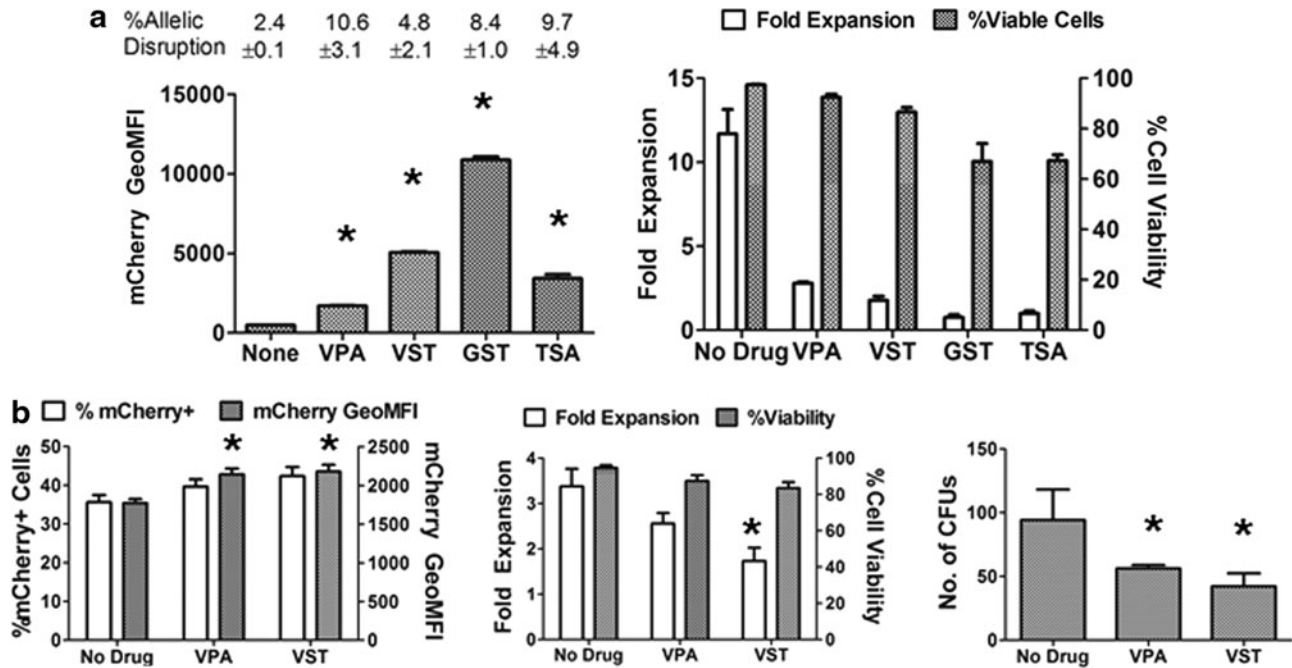 a
%Allelic 2.4 10.6 4.8 8.4 9.7
Disruption ±0.1 ±3.1 ±2.1 ±1.0 ±4.9
mCherry GeoMFI
15000
10000
5000
0
* * * *
None VPA VST GST TSA
Fold Expansion %Viable Cells
Fold Expansion
15
10
5
0
%Cell Viability
100
80
60
40
20
0
No Drug VPA VST GST TSA
b
% mCherry+ mCherry GeoMFI
%mCherry+ Cells
50
40
30
20
10
0
mCherry GeoMFI
2500
2000
1500
1000
500
0
* *
No Drug VPA VST
Fold Expansion %Viability
Fold Expansion
4
3
2
1
0
%Cell Viability
100
80
60
40
20
0
*
No Drug VPA VST
No. of CFUs
150
100
50
0
* *
No Drug VPA VST